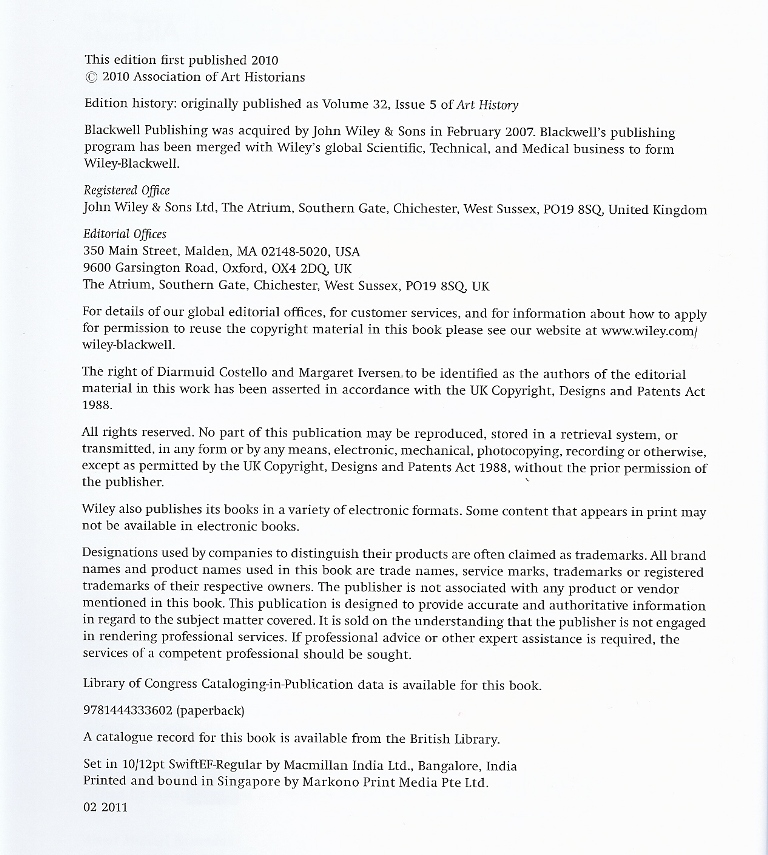 This edition first published 2010
© 2010 Association of Art Historians
Edition history: originally published as Volume 32, Issue 5 of Art History
Blackwell Publishing was acquired by John Wiley & Sons in February 2007. Blackwell's publishing
program has been merged with Wiley's global Scientific, Technical, and Medical business to form
Wiley-Blackwell.
Registered Office
John Wiley & Sons Ltd, The Atrium, Southern Gate, Chichester, West Sussex, PO19 8SQ, United Kingdom
Editorial Offices
350 Main Street, Malden, MA 02148-5020, USA
9600 Garsington Road, Oxford, OX4 2DQ, UK
The Atrium, Southern Gate, Chichester, West Sussex, PO19 8SQ, UK
For details of our global editorial offices, for customer services, and for information about how to apply
for permission to reuse the copyright material in this book please see our website at www.wiley.com/
wiley-blackwell.
The right of Diarmuid Costello and Margaret Iversen to be identified as the authors of the editorial
material in this work has been asserted in accordance with the UK Copyright, Designs and Patents Act
1988.
All rights reserved. No part of this publication may be reproduced, stored in a retrieval system, or
transmitted, in any form or by any means, electronic, mechanical, photocopying, recording or otherwise,
except as permitted by the UK Copyright, Designs and Patents Act 1988, without the prior permission of
the publisher.
Wiley also publishes its books in a variety of electronic formats. Some content that appears in print may
not be available in electronic books.
Designations used by companies to distinguish their products are often claimed as trademarks. All brand
names and product names used in this book are trade names, service marks, trademarks or registered
trademarks of their respective owners. The publisher is not associated with any product or vendor
mentioned in this book. This publication is designed to provide accurate and authoritative information
in regard to the subject matter covered. It is sold on the understanding that the publisher is not engaged
in rendering professional services. If professional advice or other expert assistance is required, the
services of a competent professional should be sought.
Library of Congress Cataloging-in-Publication data is available for this book.
9781444333602 (paperback)
A catalogue record for this book is available from the British Library.
Set in 10/12pt SwiftEF-Regular by Macmillan India Ltd., Bangalore, India
Printed and bound in Singapore by Markono Print Media Pte Ltd.
02 2011